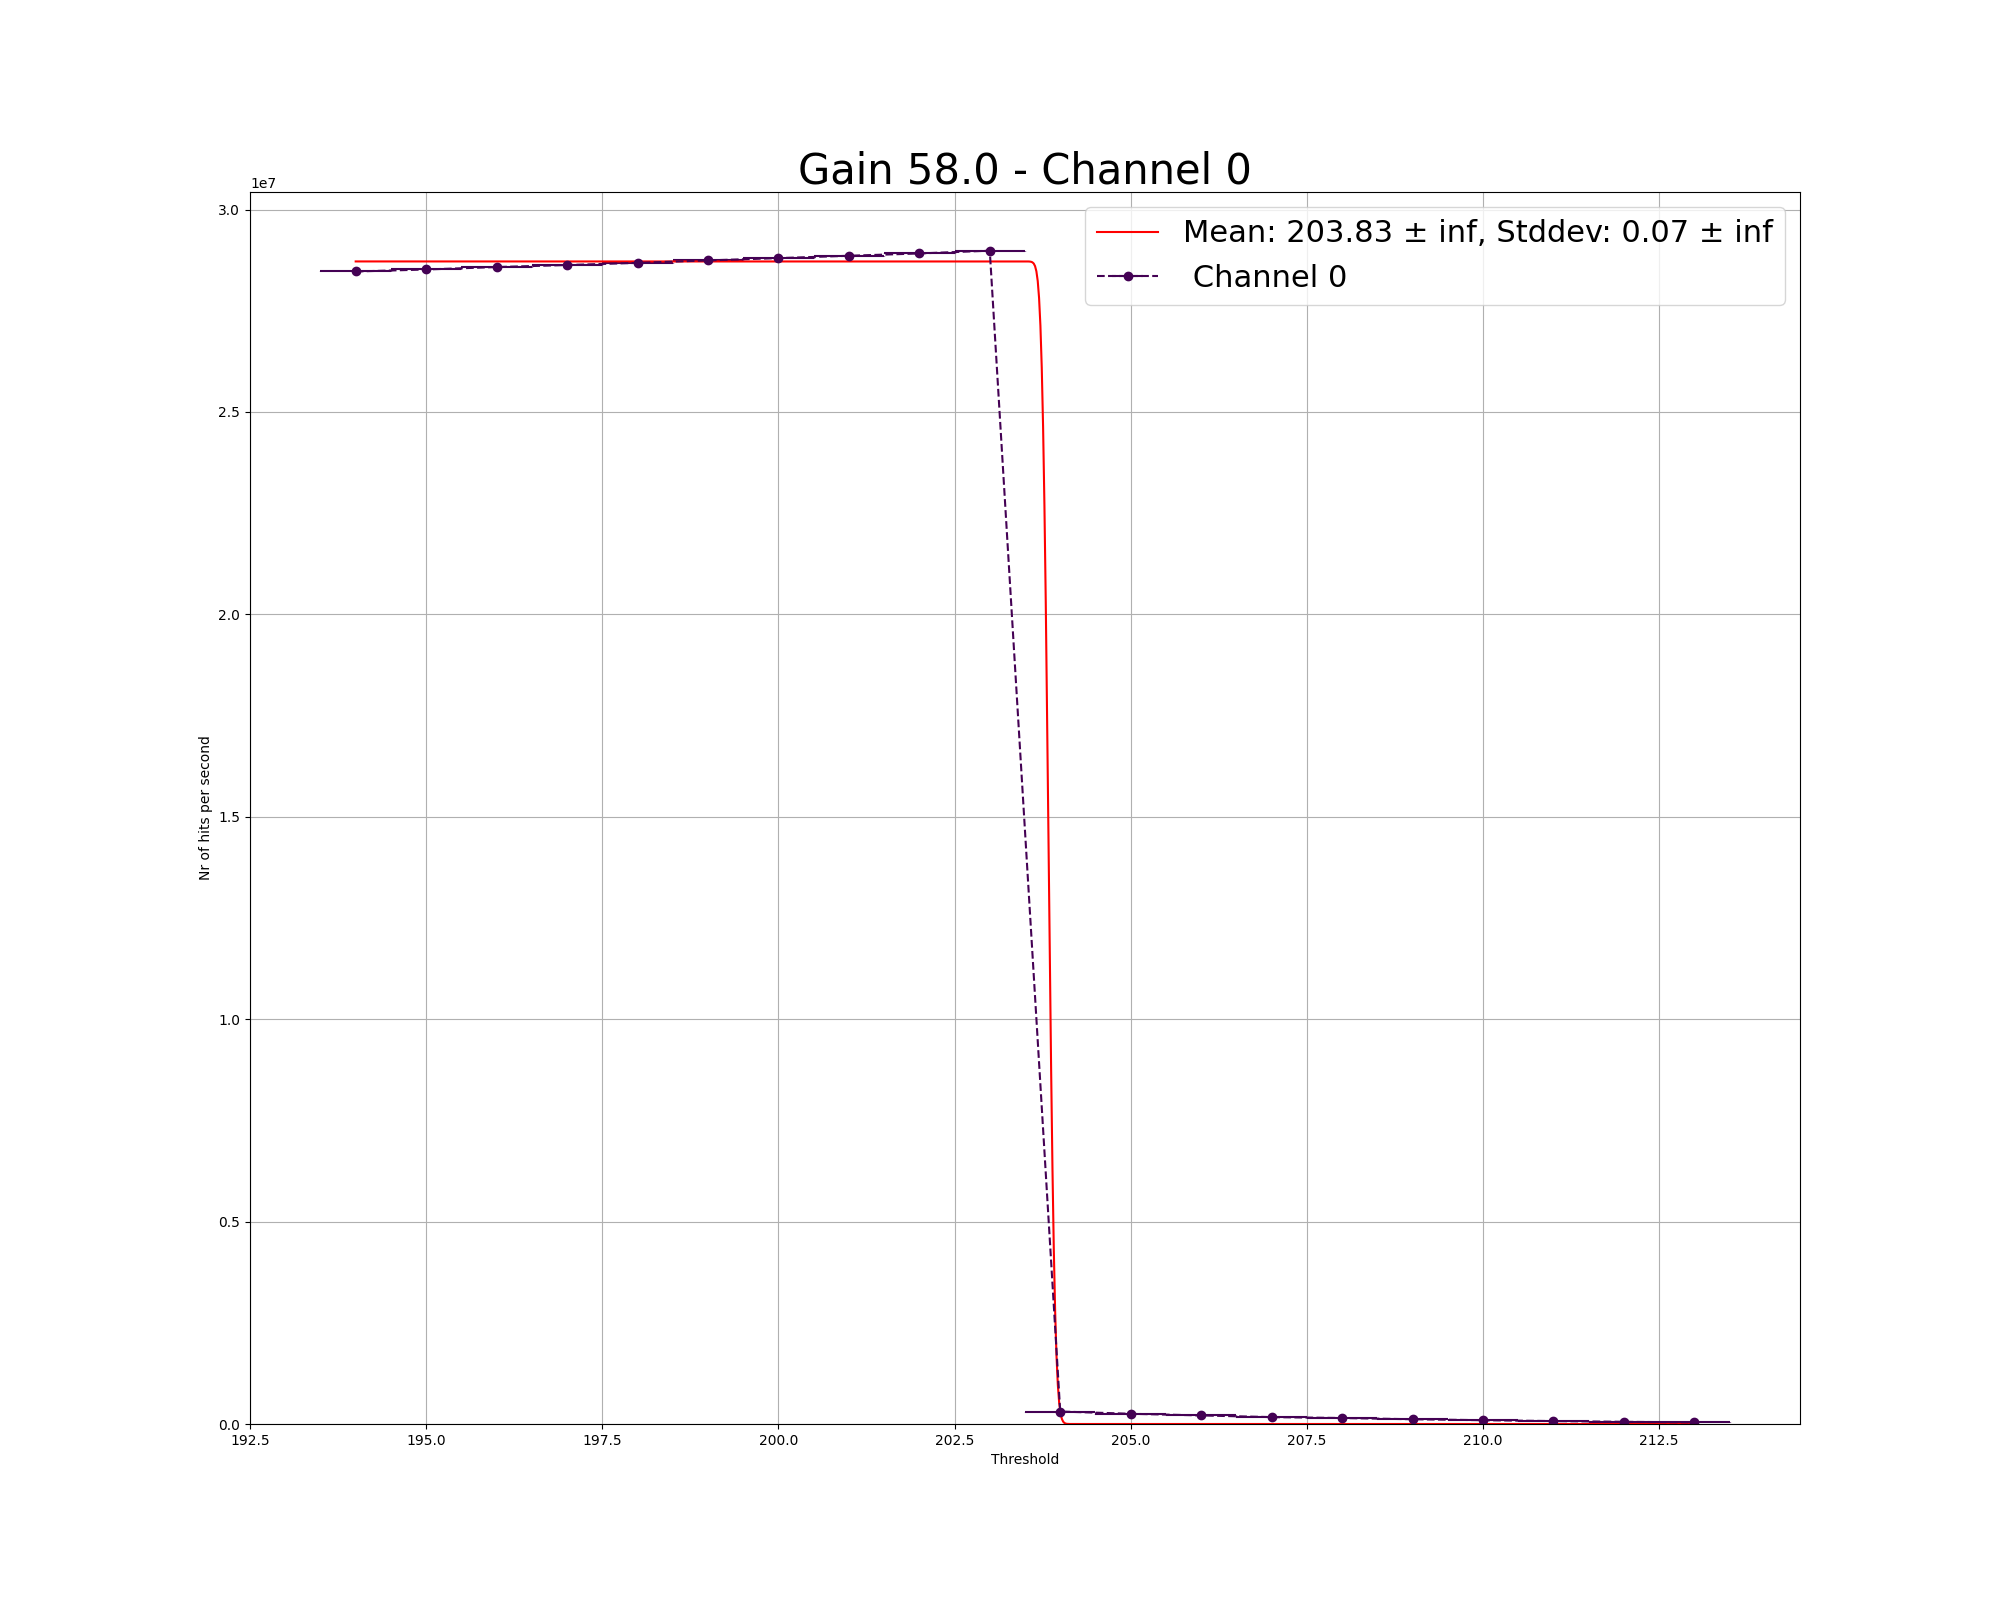 Gain 58.0 - Channel 0
1e7
Mean: 203.83 ± inf, Stddev: 0.07 ± inf
Channel 0
3.0
2.5
2.0
1.5
1.0
0.5
0.0
Nr of hits per second
192.5 195.0 197.5 200.0 202.5 205.0 207.5 210.0 212.5
Threshold